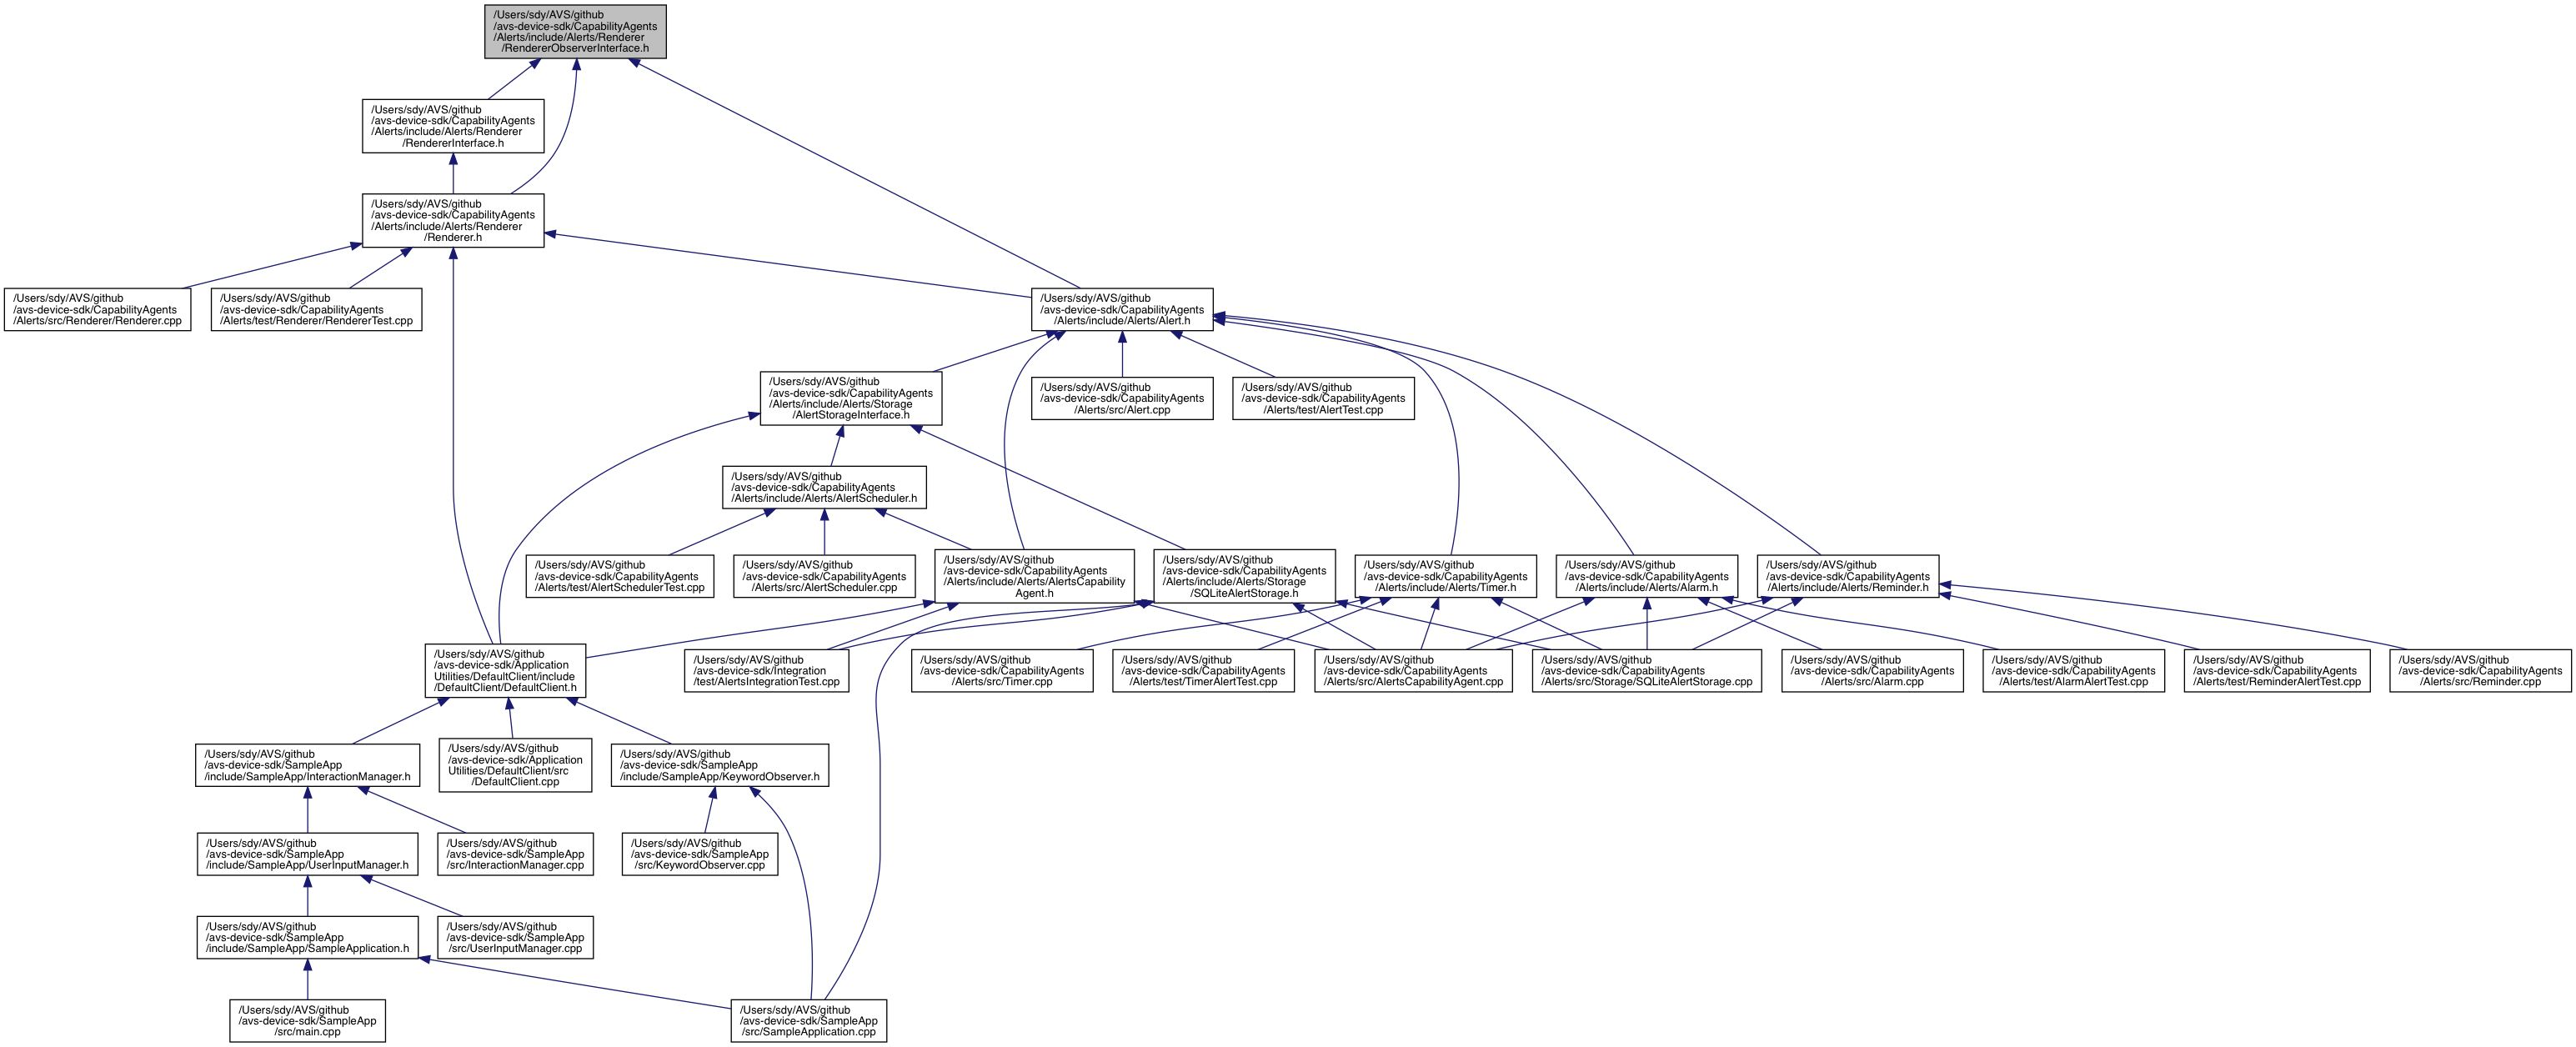 /Users/sdy/AVS/github
/avs-device-sdk/CapabilityAgents
/Alerts/include/Alerts/Renderer
/RendererObserverInterface.h
/Users/sdy/AVS/github
/avs-device-sdk/CapabilityAgents
/Alerts/include/Alerts/Renderer
/RendererInterface.h
/Users/sdy/AVS/github
/avs-device-sdk/CapabilityAgents
/Alerts/include/Alerts/Renderer
/Renderer.h
/Users/sdy/AVS/github
/avs-device-sdk/CapabilityAgents
/Alerts/src/Renderer/Renderer.cpp
/Users/sdy/AVS/github
/avs-device-sdk/CapabilityAgents
/Alerts/test/Renderer/RendererTest.cpp
/Users/sdy/AVS/github
/avs-device-sdk/CapabilityAgents
/Alerts/include/Alerts/Alert.h
/Users/sdy/AVS/github
/avs-device-sdk/CapabilityAgents
/Alerts/include/Alerts/Storage
/AlertStorageInterface.h
/Users/sdy/AVS/github
/avs-device-sdk/CapabilityAgents
/Alerts/src/Alert.cpp
/Users/sdy/AVS/github
/avs-device-sdk/CapabilityAgents
/Alerts/test/AlertTest.cpp
/Users/sdy/AVS/github
/avs-device-sdk/CapabilityAgents
/Alerts/include/Alerts/AlertScheduler.h
/Users/sdy/AVS/github
/avs-device-sdk/CapabilityAgents
/Alerts/test/AlertSchedulerTest.cpp
/Users/sdy/AVS/github
/avs-device-sdk/CapabilityAgents
/Alerts/src/AlertScheduler.cpp
/Users/sdy/AVS/github
/avs-device-sdk/CapabilityAgents
/Alerts/include/Alerts/AlertsCapability
Agent.h
/Users/sdy/AVS/github
/avs-device-sdk/CapabilityAgents
/Alerts/include/Alerts/Storage
/SQLiteAlertStorage.h
/Users/sdy/AVS/github
/avs-device-sdk/CapabilityAgents
/Alerts/include/Alerts/Timer.h
/Users/sdy/AVS/github
/avs-device-sdk/CapabilityAgents
/Alerts/include/Alerts/Alarm.h
/Users/sdy/AVS/github
/avs-device-sdk/CapabilityAgents
/Alerts/include/Alerts/Reminder.h
/Users/sdy/AVS/github
/avs-device-sdk/Application
Utilities/DefaultClient/include
/DefaultClient/DefaultClient.h
/Users/sdy/AVS/github
/avs-device-sdk/Integration
/test/AlertsIntegrationTest.cpp
/Users/sdy/AVS/github
/avs-device-sdk/CapabilityAgents
/Alerts/src/Timer.cpp
/Users/sdy/AVS/github
/avs-device-sdk/CapabilityAgents
/Alerts/test/TimerAlertTest.cpp
/Users/sdy/AVS/github
/avs-device-sdk/CapabilityAgents
/Alerts/src/AlertsCapabilityAgent.cpp
/Users/sdy/AVS/github
/avs-device-sdk/CapabilityAgents
/Alerts/src/Storage/SQLiteAlertStorage.cpp
/Users/sdy/AVS/github
/avs-device-sdk/CapabilityAgents
/Alerts/src/Alarm.cpp
/Users/sdy/AVS/github
/avs-device-sdk/CapabilityAgents
/Alerts/test/AlarmAlertTest.cpp
/Users/sdy/AVS/github
/avs-device-sdk/CapabilityAgents
/Alerts/test/ReminderAlertTest.cpp
/Users/sdy/AVS/github
/avs-device-sdk/CapabilityAgents
/Alerts/src/Reminder.cpp
/Users/sdy/AVS/github
/avs-device-sdk/SampleApp
/include/SampleApp/InteractionManager.h
/Users/sdy/AVS/github
/avs-device-sdk/Application
Utilities/DefaultClient/src
/DefaultClient.cpp
/Users/sdy/AVS/github
/avs-device-sdk/SampleApp
/include/SampleApp/KeywordObserver.h
/Users/sdy/AVS/github
/avs-device-sdk/SampleApp
/include/SampleApp/UserInputManager.h
/Users/sdy/AVS/github
/avs-device-sdk/SampleApp
/src/InteractionManager.cpp
/Users/sdy/AVS/github
/avs-device-sdk/SampleApp
/src/KeywordObserver.cpp
/Users/sdy/AVS/github
/avs-device-sdk/SampleApp
/include/SampleApp/SampleApplication.h
/Users/sdy/AVS/github
/avs-device-sdk/SampleApp
/src/UserInputManager.cpp
/Users/sdy/AVS/github
/avs-device-sdk/SampleApp
/src/main.cpp
/Users/sdy/AVS/github
/avs-device-sdk/SampleApp
/src/SampleApplication.cpp